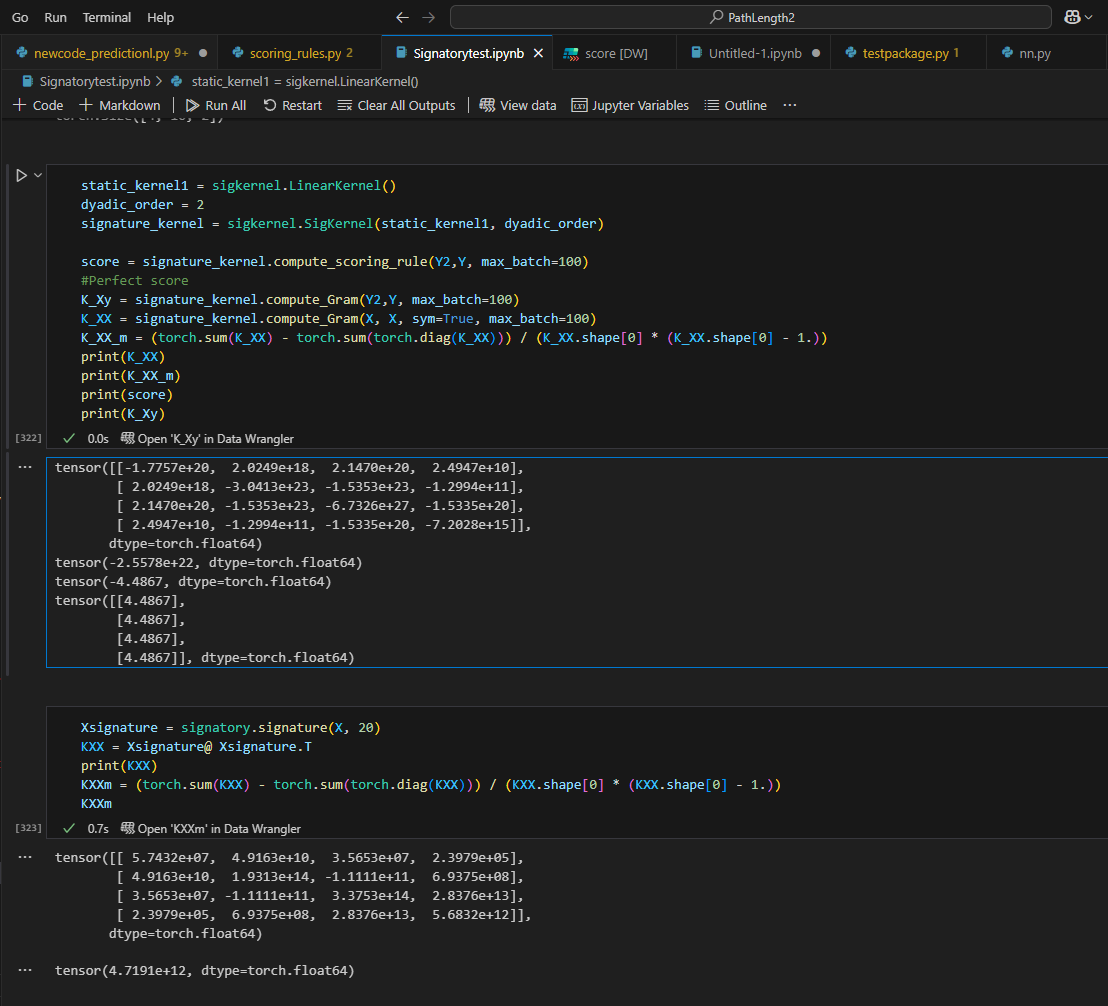 Go Run Terminal Help
PathLength2
newcode_predictionl.py 9+
scoring_rules.py 2
Signatorytest.ipynb
score [DW]
Untitled-1.ipynb
testpackage.py 1
nn.py
Signatorytest.ipynb > static_kernel1 = sigkernel.LinearKernel()
+ Code + Markdown | Run All Restart Clear All Outputs | View data Jupyter Variables Outline ...
static_kernel1 = sigkernel.LinearKernel()
dyadic_order = 2
signature_kernel = sigkernel.SigKernel(static_kernel1, dyadic_order)
score = signature_kernel.compute_scoring_rule(Y2,Y, max_batch=100)
#Perfect score
K_Xy = signature_kernel.compute_Gram(Y2,Y, max_batch=100)
K_XX = signature_kernel.compute_Gram(X, X, sym=True, max_batch=100)
K_XX_m = (torch.sum(K_XX) - torch.sum(torch.diag(K_XX))) / (K_XX.shape[0] * (K_XX.shape[0] - 1.))
print(K_XX)
print(K_XX_m)
print(score)
print(K_Xy)
[322] ✓ 0.0s Open 'K_Xy' in Data Wrangler
... tensor([[-1.7757e+20, 2.0249e+18, 2.1470e+20, 2.4947e+10],
[ 2.0249e+18, -3.0413e+23, -1.5353e+23, -1.2994e+11],
[ 2.1470e+20, -1.5353e+23, -6.7326e+27, -1.5335e+20],
[ 2.4947e+10, -1.2994e+11, -1.5335e+20, -7.2028e+15]],
dtype=torch.float64)
tensor(-2.5578e+22, dtype=torch.float64)
tensor(-4.4867, dtype=torch.float64)
tensor([[4.4867],
[4.4867],
[4.4867],
[4.4867]], dtype=torch.float64)
Xsignature = signatory.signature(X, 20)
KXX = Xsignature@ Xsignature.T
print(KXX)
KXXm = (torch.sum(KXX) - torch.sum(torch.diag(KXX))) / (KXX.shape[0] * (KXX.shape[0] - 1.))
KXXm
[323] ✓ 0.7s Open 'KXXm' in Data Wrangler
... tensor([[ 5.7432e+07, 4.9163e+10, 3.5653e+07, 2.3979e+05],
[ 4.9163e+10, 1.9313e+14, -1.1111e+11, 6.9375e+08],
[ 3.5653e+07, -1.1111e+11, 3.3753e+14, 2.8376e+13],
[ 2.3979e+05, 6.9375e+08, 2.8376e+13, 5.6832e+12]],
dtype=torch.float64)
... tensor(4.7191e+12, dtype=torch.float64)